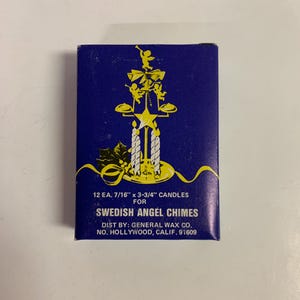 12 EA. 7/16" x 3-3/4" CANDLES
FOR
SWEDISH ANGEL CHIMES
DIST BY: GENERAL WAX CO.
NO. HOLLYWOOD, CALIF. 91609